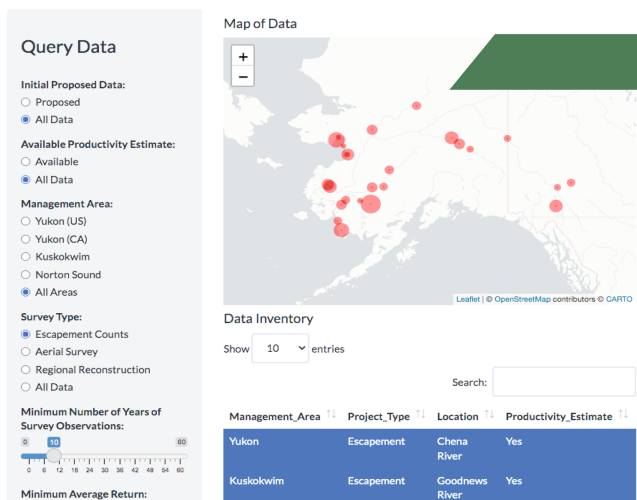 Query Data
Initial Proposed Data:
Proposed
All Data
Available Productivity Estimate:
Available
All Data
Management Area:
Yukon (US)
Yukon (CA)
Kuskokwim
Norton Sound
All Areas
Survey Type:
Escapement Counts
Aerial Survey
Regional Reconstruction
All Data
Minimum Number of Years of
Survey Observations:
0 10 60
0 6 12 18 24 30 36 42 48 54 60
Minimum Average Return:
Map of Data
+
−
Leaflet | © OpenStreetMap contributors © CARTO
Data Inventory
Show 10 entries
Search:
Management_Area Project_Type Location Productivity_Estimate
Yukon Escapement Chena Yes
River
Kuskokwim Escapement Goodnews Yes
River